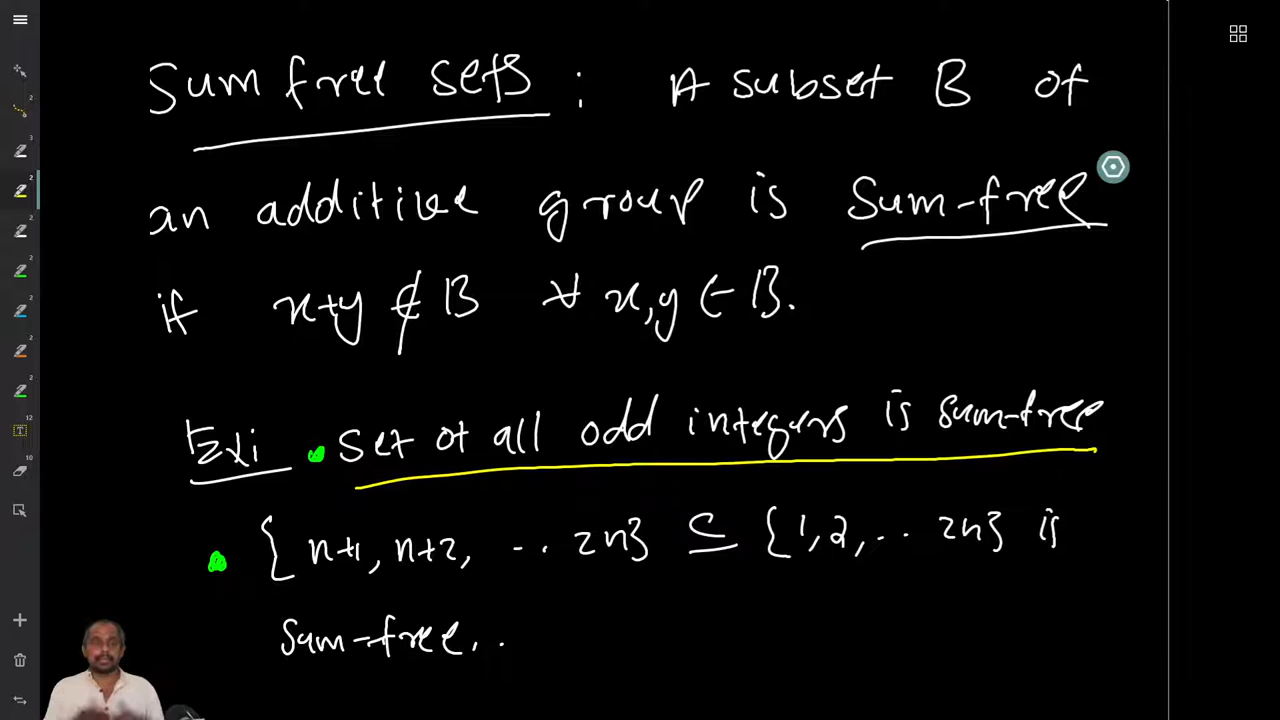 Sum free sets : A subset B of
an additive group is Sum-free
if x+y ∉ B ∀ x,y ∈ B.
Ex: • Set of all odd integers is sum-free
• {n+1, n+2, ... 2n} ⊆ {1,2,... 2n} is
Sum-free. .